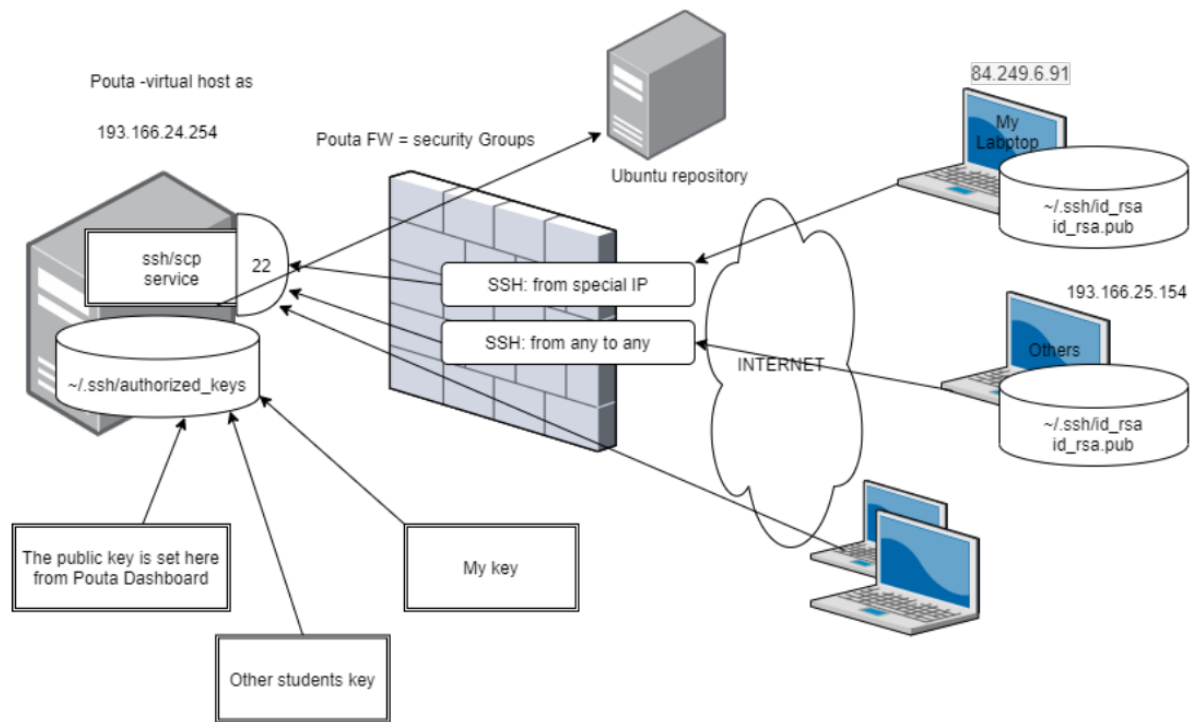 Pouta -virtual host as
193.166.24.254
Pouta FW = security Groups
Ubuntu repository
84.249.6.91
My
Labptop
~/.ssh/id_rsa
id_rsa.pub
ssh/scp
service
22
SSH: from special IP
SSH: from any to any
INTERNET
193.166.25.154
Others
~/.ssh/id_rsa
id_rsa.pub
~/.ssh/authorized_keys
The public key is set here
from Pouta Dashboard
My key
Other students key